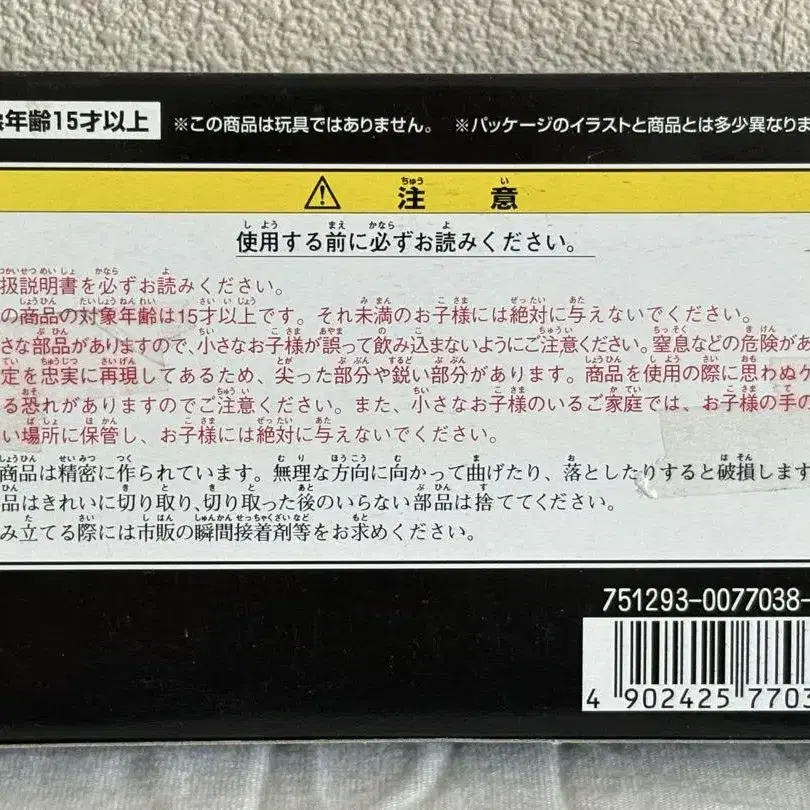 年齢15才以上 ※この商品は玩具ではありません。 ※パッケージのイラストと商品とは多少異なりま
⚠ 注意
使用する前に必ずお読みください。
扱説明書を必ずお読みください。
の商品の対象年齢は15才以上です。それ未満のお子様には絶対に与えないでください。
さな部品がありますので、小さなお子様が誤って飲み込まないようにご注意ください。窒息などの危険があ
定を忠実に再現してあるため、尖った部分や鋭い部分があります。商品を使用の際に思わぬケ
る恐れがありますのでご注意ください。また、小さなお子様のいるご家庭では、お子様の手の
い場所に保管し、お子様には絶対に与えないでください。
商品は精密に作られています。無理な方向に向かって曲げたり、落としたりすると破損します
品はきれいに切り取り、切り取った後のいらない部品は捨ててください。
み立てる際には市販の瞬間接着剤等をお求めください。
751293-0077038-
4 902425 7703